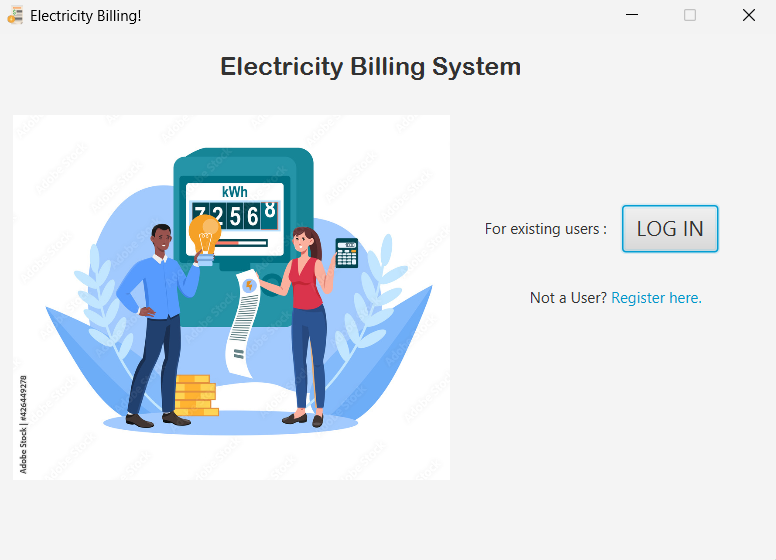 Electricity Billing!
Electricity Billing System
kWh
72568
For existing users :
LOG IN
Not a User? Register here.
Adobe Stock | #426449278